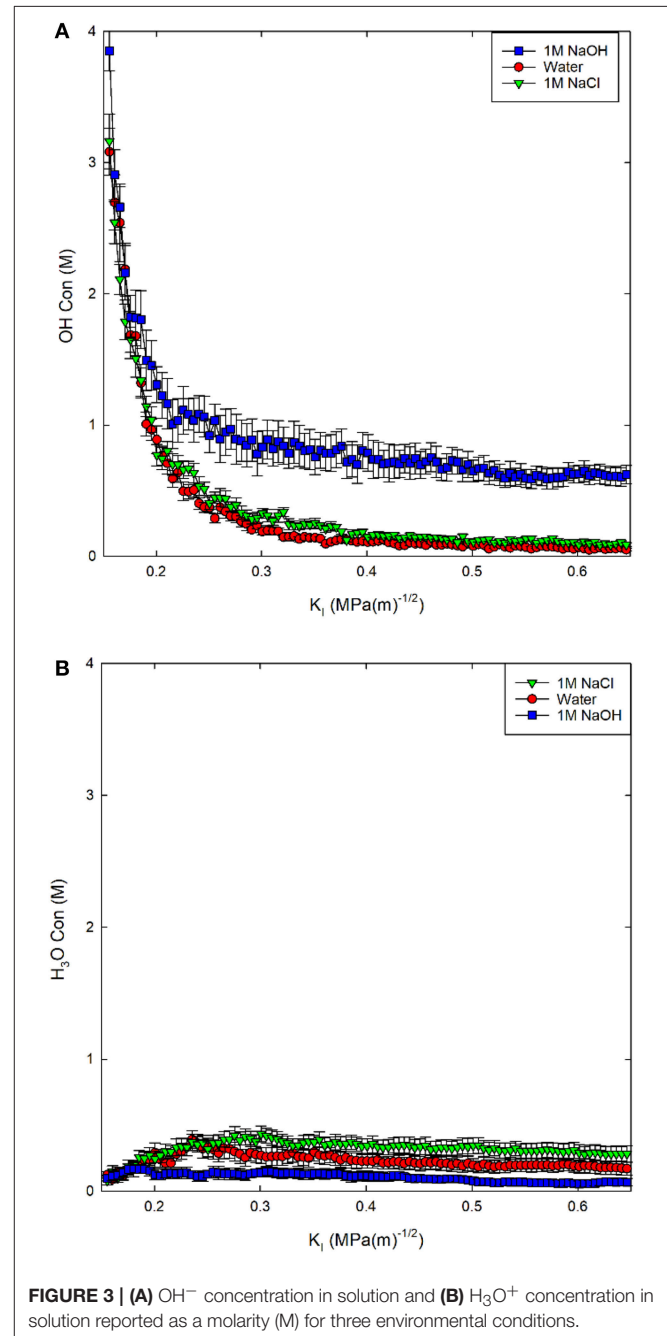 A
4
3
2
1
0
OH Con (M)
1M NaOH
Water
1M NaCl
0.2 0.3 0.4 0.5 0.6
K_I (MPa(m)^-1/2)
B
4
3
2
1
0
H₃O Con (M)
1M NaCl
Water
1M NaOH
0.2 0.3 0.4 0.5 0.6
K_I (MPa(m)^-1/2)
FIGURE 3 | (A) OH⁻ concentration in solution and (B) H₃O⁺ concentration in
solution reported as a molarity (M) for three environmental conditions.